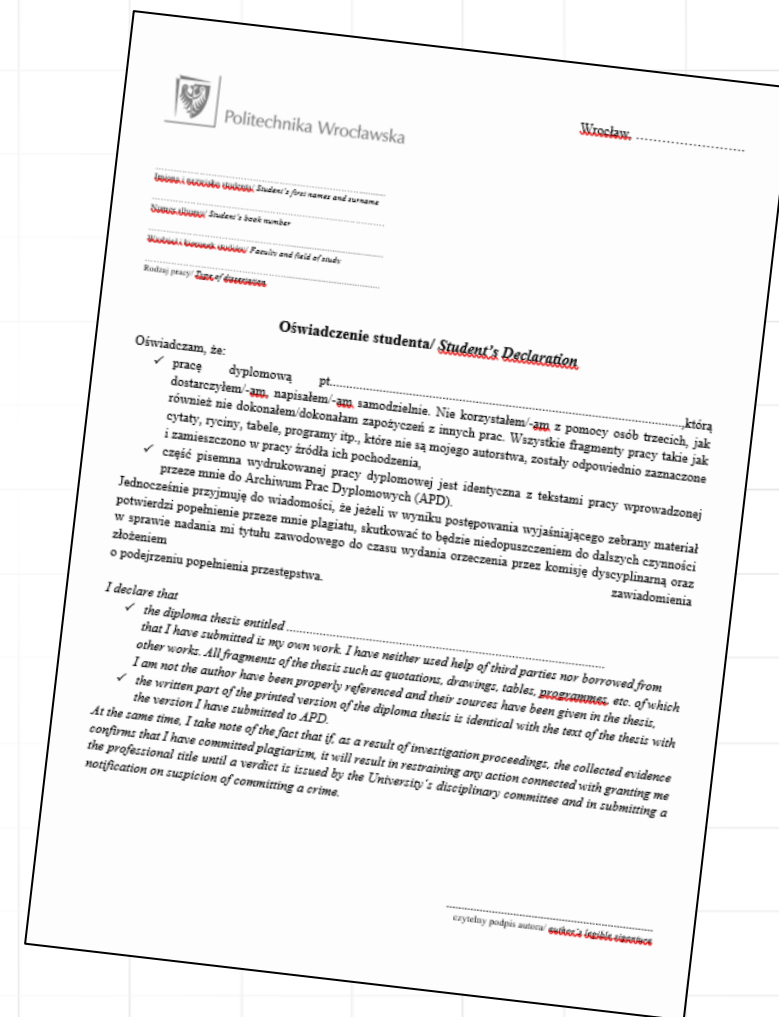 Politechnika Wrocławska
Wrocław, ................................
................................................................
Imiona i nazwisko studenta/ Student's first names and surname
................................................................
Numer albumu/ Student's book number
................................................................
Wydział i kierunek studiów/ Faculty and field of study
................................................................
Rodzaj pracy/ Type of dissertation
Oświadczenie studenta/ Student's Declaration
Oświadczam, że:
✓ pracę dyplomową pt.....................................................................................................,którą
dostarczyłem/-am, napisałem/-am samodzielnie. Nie korzystałem/-am z pomocy osób trzecich, jak
również nie dokonałem/dokonałam zapożyczeń z innych prac. Wszystkie fragmenty pracy takie jak
cytaty, ryciny, tabele, programy itp., które nie są mojego autorstwa, zostały odpowiednio zaznaczone
i zamieszczono w pracy źródła ich pochodzenia,
✓ część pisemna wydrukowanej pracy dyplomowej jest identyczna z tekstami pracy wprowadzonej
przeze mnie do Archiwum Prac Dyplomowych (APD).
Jednocześnie przyjmuję do wiadomości, że jeżeli w wyniku postępowania wyjaśniającego zebrany materiał
potwierdzi popełnienie przeze mnie plagiatu, skutkować to będzie niedopuszczeniem do dalszych czynności
w sprawie nadania mi tytułu zawodowego do czasu wydania orzeczenia przez komisję dyscyplinarną oraz
złożeniem zawiadomienia
o podejrzeniu popełnienia przestępstwa.
I declare that
✓ the diploma thesis entitled ..........................................................................................
that I have submitted is my own work. I have neither used help of third parties nor borrowed from
other works. All fragments of the thesis such as quotations, drawings, tables, programmes, etc. of which
I am not the author have been properly referenced and their sources have been given in the thesis,
✓ the written part of the printed version of the diploma thesis is identical with the text of the thesis with
the version I have submitted to APD.
At the same time, I take note of the fact that if, as a result of investigation proceedings, the collected evidence
confirms that I have committed plagiarism, it will result in restraining any action connected with granting me
the professional title until a verdict is issued by the University's disciplinary committee and in submitting a
notification on suspicion of committing a crime.
................................................................
czytelny podpis autora/ author's legible signature